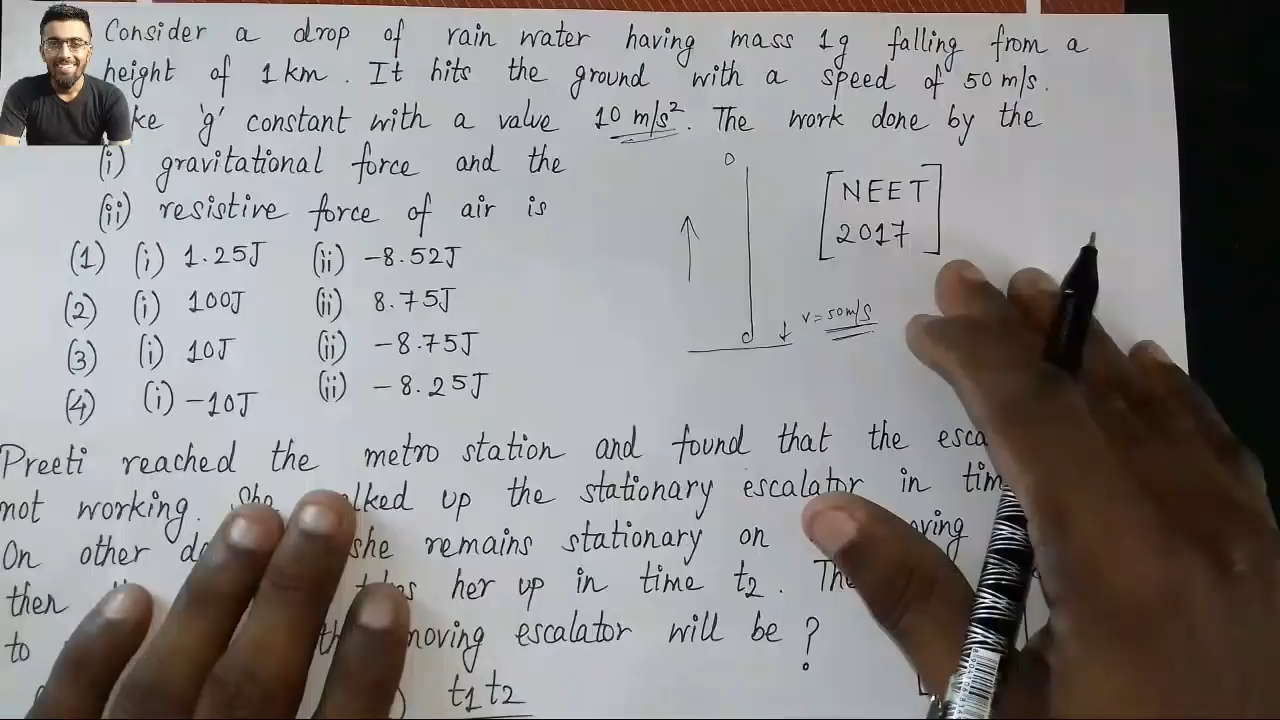 Consider a drop of rain water having mass 1g falling from a
height of 1 km. It hits the ground with a speed of 50 m/s.
ke 'g' constant with a value 10 m/s². The work done by the
(i) gravitational force and the
(ii) resistive force of air is
[NEET
2017]
(1) (i) 1.25J (ii) -8.52J
(2) (i) 100J (ii) 8.75J
(3) (i) 10J (ii) -8.75J
(4) (i) -10J (ii) -8.25J
v = 50m/s
Preeti reached the metro station and found that the esca
not working. She lked up the stationary escalator in tim
On other da she remains stationary on oving
then her up in time t2. The
to moving escalator will be ?
t1 t2